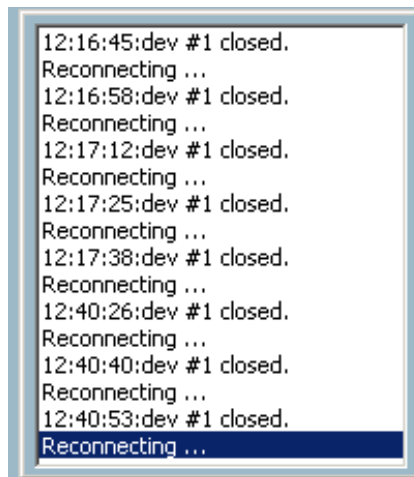 12:16:45:dev #1 closed.
Reconnecting ...
12:16:58:dev #1 closed.
Reconnecting ...
12:17:12:dev #1 closed.
Reconnecting ...
12:17:25:dev #1 closed.
Reconnecting ...
12:17:38:dev #1 closed.
Reconnecting ...
12:40:26:dev #1 closed.
Reconnecting ...
12:40:40:dev #1 closed.
Reconnecting ...
12:40:53:dev #1 closed.
Reconnecting ...